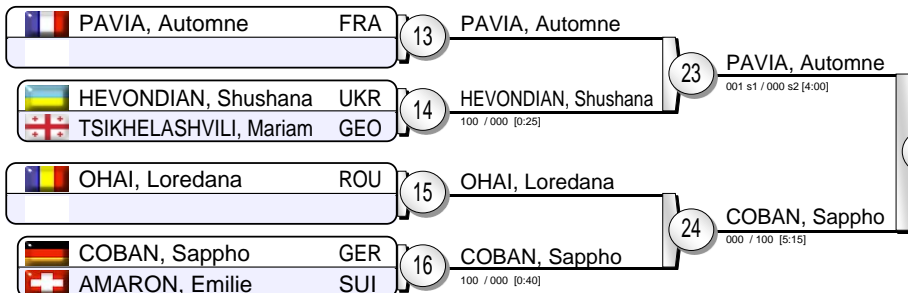 PAVIA, Automne FRA
13
PAVIA, Automne
23
PAVIA, Automne
001 s1 / 000 s2 [4:00]
HEVONDIAN, Shushana UKR
TSIKHELASHVILI, Mariam GEO
14
HEVONDIAN, Shushana
100 / 000 [0:25]
OHAI, Loredana ROU
15
OHAI, Loredana
24
COBAN, Sappho
000 / 100 [5:15]
COBAN, Sappho GER
AMARON, Emilie SUI
16
COBAN, Sappho
100 / 000 [0:40]